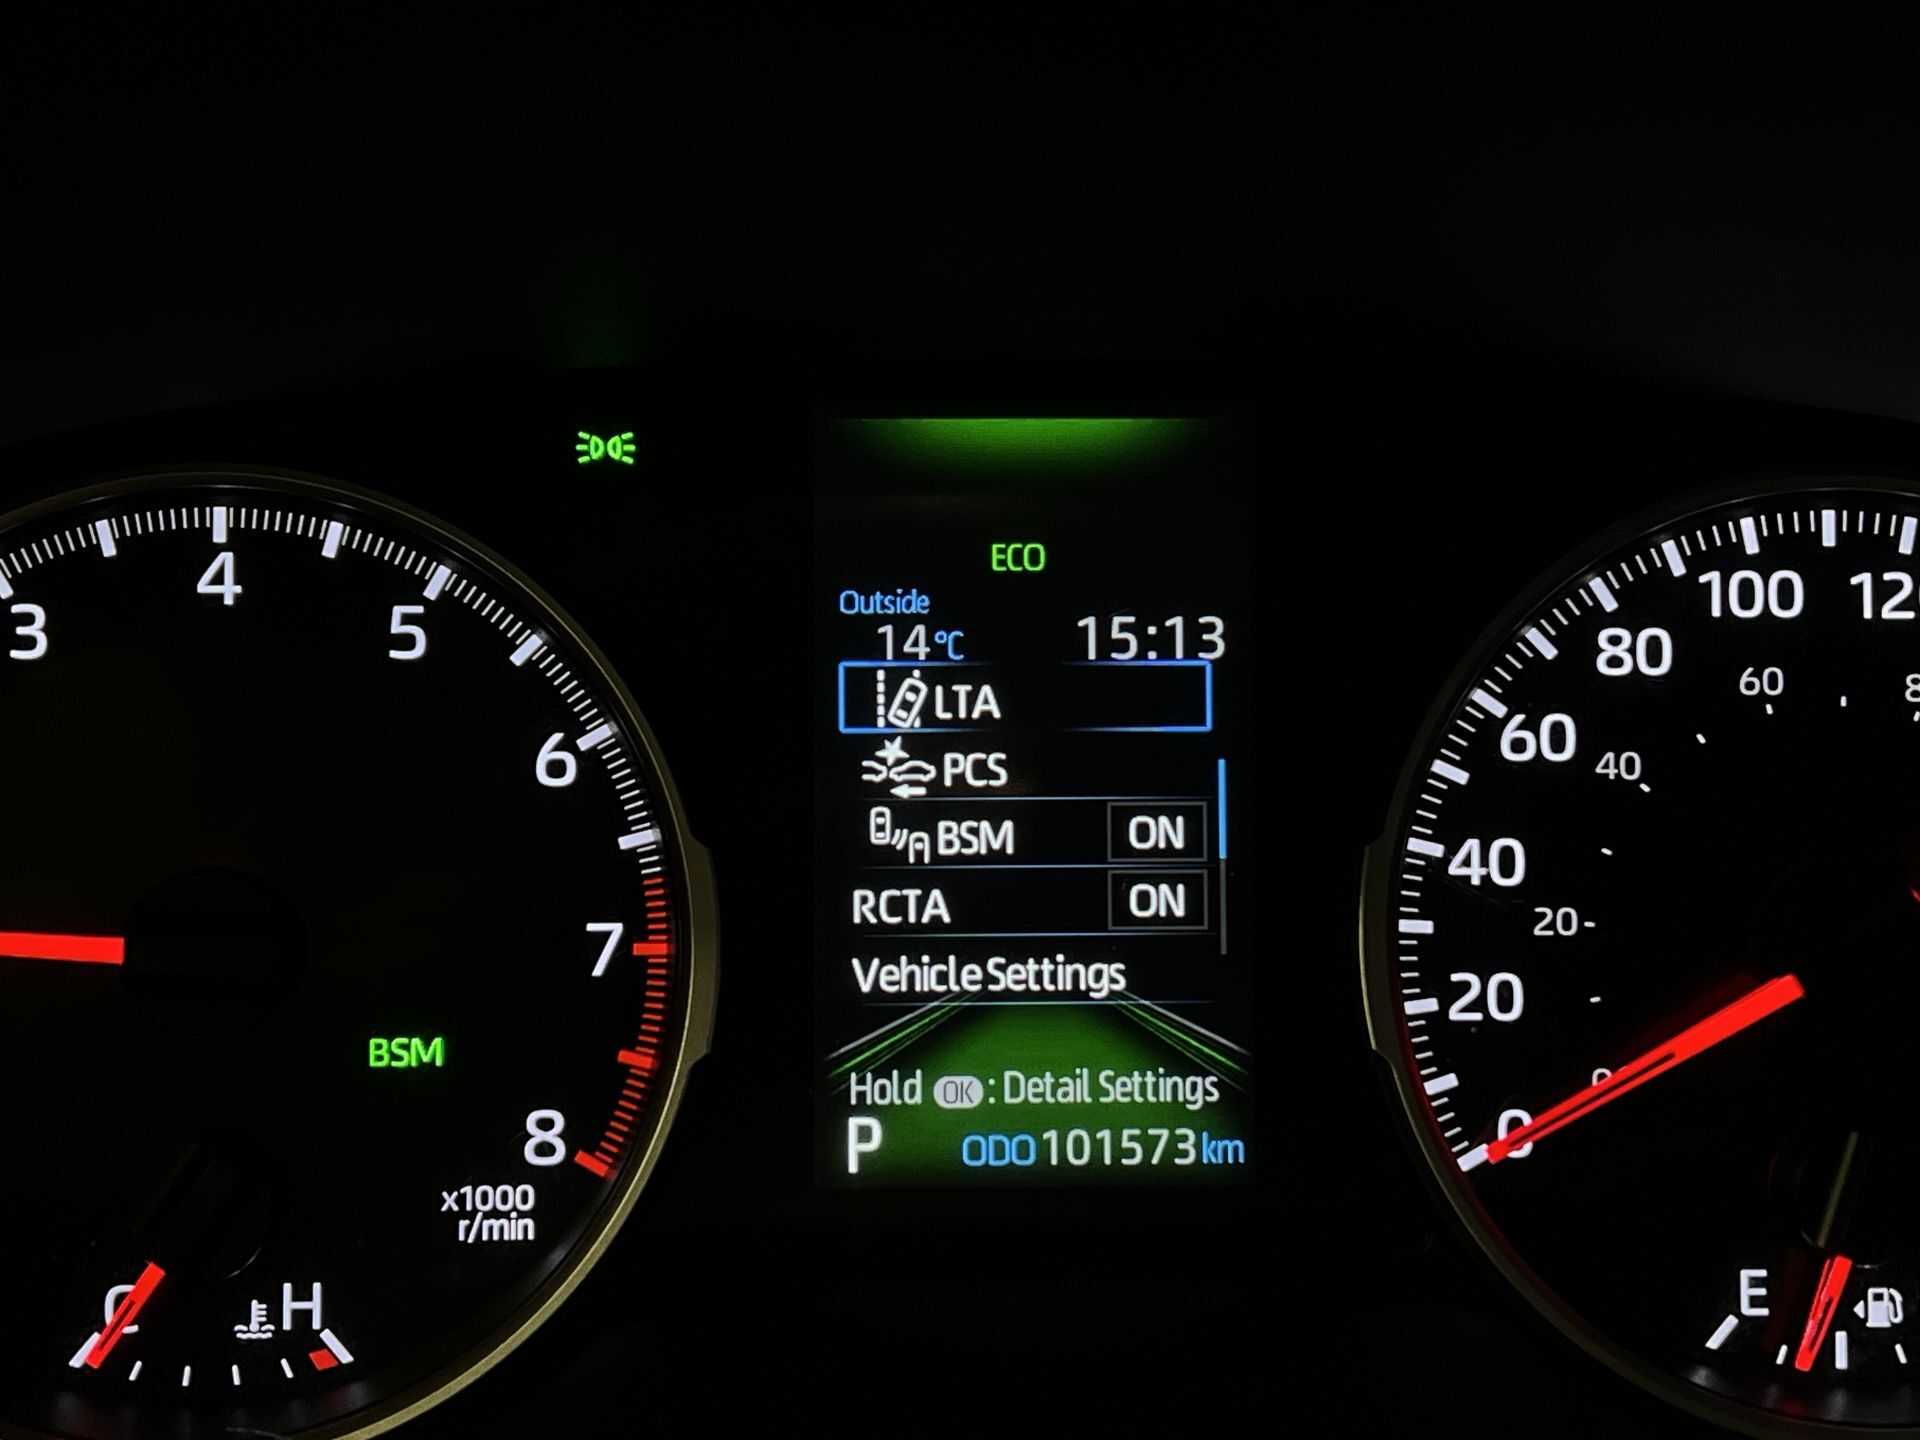 3
4
5
6
7
8
x1000
r/min
BSM
C
H
ECO
Outside
14°C 15:13
LTA
PCS
BSM ON
RCTA ON
Vehicle Settings
Hold OK : Detail Settings
P ODO 101573 km
100
80
60
40
20
0
60
40
20
E